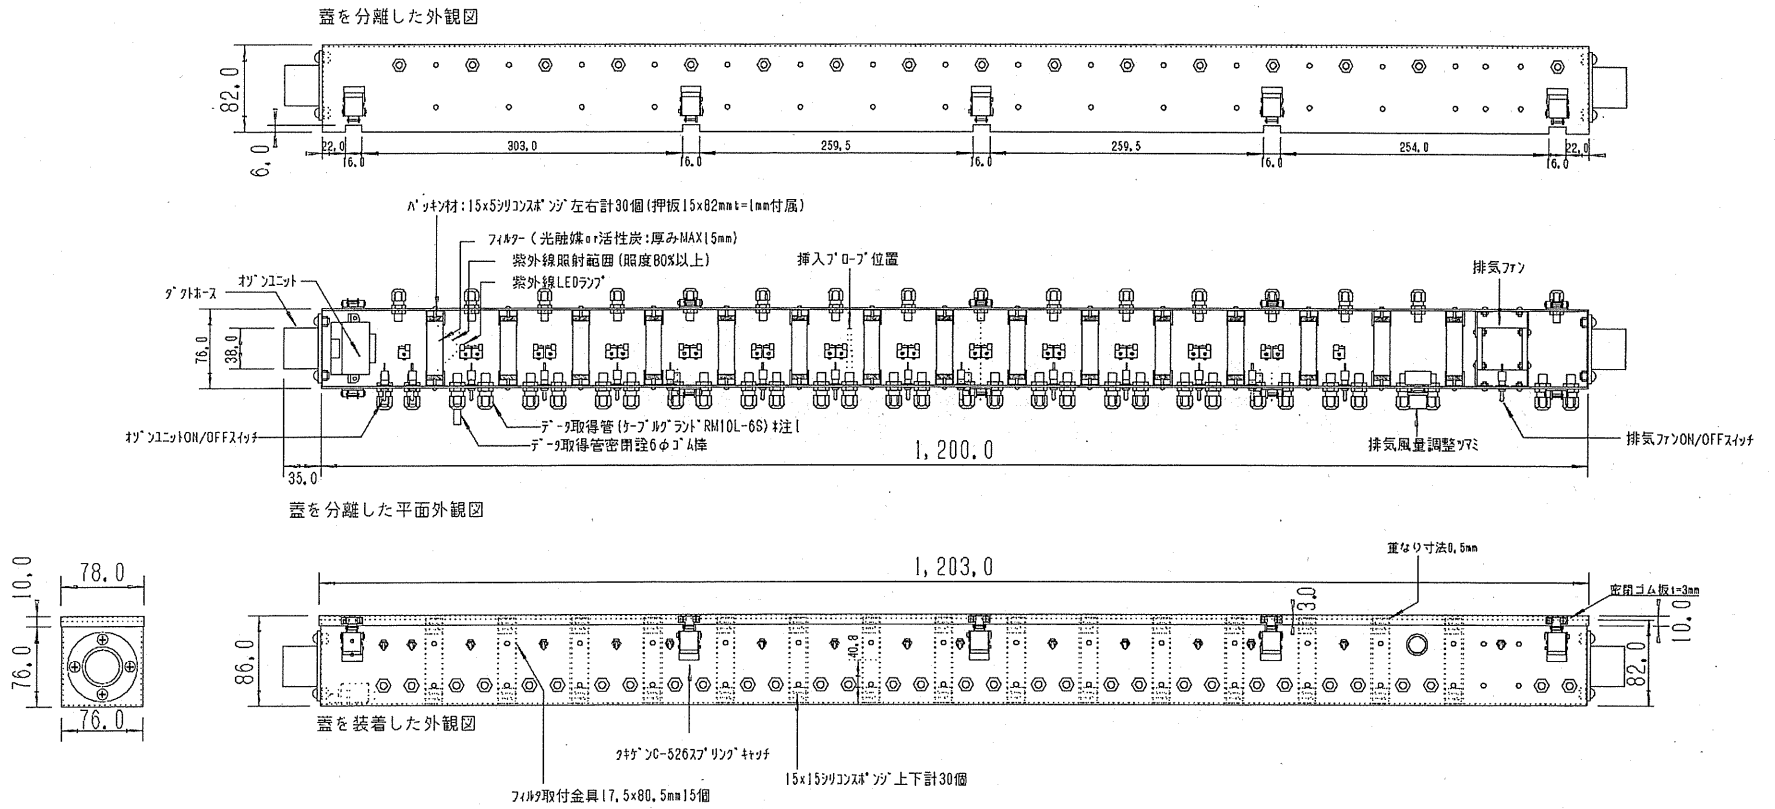 蓋を分離した外観図
82.0
6.0
22.0
16.0
303.0
16.0
259.5
16.0
259.5
16.0
254.0
16.0
22.0
パッキン材:15x5シリコンスポンジ左右計30個(押板15x82mmt=1mm付属)
フィルター(光触媒or活性炭:厚みMAX15mm)
紫外線照射範囲(照度80%以上)
紫外線LEDランプ
挿入プローブ位置
排気ファン
オゾンユニット
ダクトホース
76.0
38.0
オゾンユニットON/OFFスイッチ
データ取得管(ケーブルグランドRM10L-6S)*注1
データ取得管密閉詮6φゴム棒
排気風量調整ツマミ
排気ファンON/OFFスイッチ
35.0
1,200.0
蓋を分離した平面外観図
重なり寸法0.5mm
密閉ゴム板t=3mm
1,203.0
10.0
78.0
76.0
76.0
86.0
40.8
3.0
10.0
82.0
蓋を装着した外観図
タキゲンC-526スプリングキャッチ
15x15シリコンスポンジ上下計30個
フィルタ取付金具17.5x80.5mm15個